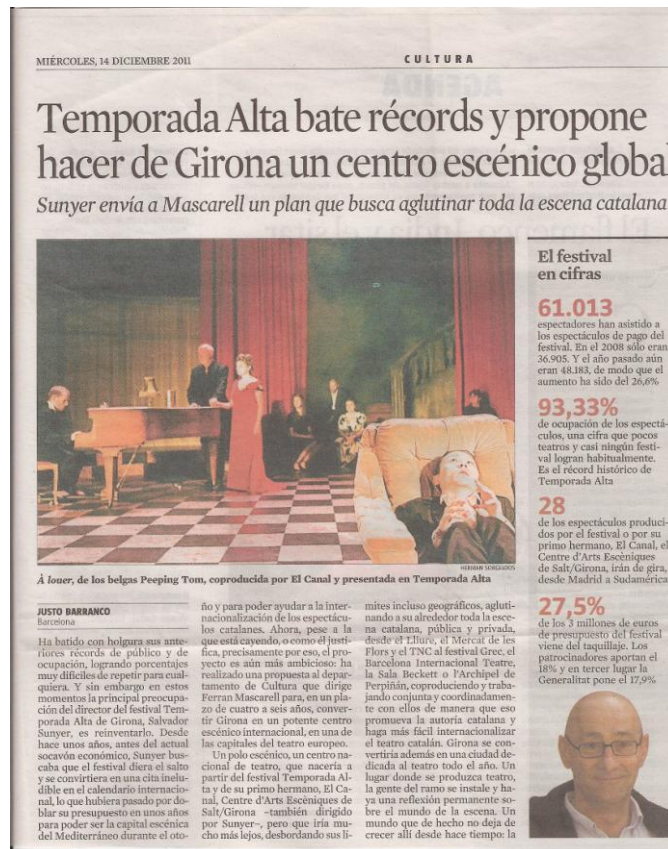 MIÉRCOLES, 14 DICIEMBRE 2011
CULTURA
Temporada Alta bate récords y propone
hacer de Girona un centro escénico global
Sunyer envía a Mascarell un plan que busca aglutinar toda la escena catalana
HERMAN SORGELOOS
À louer, de los belgas Peeping Tom, coproducida por El Canal y presentada en Temporada Alta
JUSTO BARRANCO
Barcelona
Ha batido con holgura sus ante-
riores récords de público y de
ocupación, logrando porcentajes
muy difíciles de repetir para cual-
quiera. Y sin embargo en estos
momentos la principal preocupa-
ción del director del festival Tem-
porada Alta de Girona, Salvador
Sunyer, es reinventarlo. Desde
hace unos años, antes del actual
socavón económico, Sunyer bus-
caba que el festival diera el salto
y se convirtiera en una cita inelu-
dible en el calendario internacio-
nal, lo que hubiera pasado por do-
blar su presupuesto en unos años
para poder ser la capital escénica
del Mediterráneo durante el oto-
ño y para poder ayudar a la inter-
nacionalización de los espectácu-
los catalanes. Ahora, pese a la
que está cayendo, o como él justi-
fica, precisamente por eso, el pro-
yecto es aún más ambicioso: ha
realizado una propuesta al depar-
tamento de Cultura que dirige
Ferran Mascarell para, en un pla-
zo de cuatro a seis años, conver-
tir Girona en un potente centro
escénico internacional, en una de
las capitales del teatro europeo.
Un polo escénico, un centro na-
cional de teatro, que nacería a
partir del festival Temporada Al-
ta y de su primo hermano, El Ca-
nal, Centre d'Arts Escèniques de
Salt/Girona –también dirigido
por Sunyer–, pero que iría mu-
cho más lejos, desbordando sus lí-
mites incluso geográficos, agluti-
nando a su alrededor toda la esce-
na catalana, pública y privada,
desde el Lliure, el Mercat de les
Flors y el TNC al festival Grec, el
Barcelona Internacional Teatre,
la Sala Beckett o l'Archipel de
Perpiñán, coproduciendo y traba-
jando conjunta y coordinadamen-
te con ellos de manera que eso
promueva la autoría catalana y
haga más fácil internacionalizar
el teatro catalán. Girona se con-
vertiría además en una ciudad de-
dicada al teatro todo el año. Un
lugar donde se produzca teatro,
la gente del ramo se instale y ha-
ya una reflexión permanente so-
bre el mundo de la escena. Un
mundo que de hecho no deja de
crecer allí desde hace tiempo: la
El festival
en cifras
61.013
espectadores han asistido a
los espectáculos de pago del
festival. En el 2008 sólo eran
36.905. Y el año pasado aún
eran 48.183, de modo que el
aumento ha sido del 26,6%
93,33%
de ocupación de los espectá-
culos, una cifra que pocos
teatros y casi ningún festi-
val logran habitualmente.
Es el récord histórico de
Temporada Alta
28
de los espectáculos produci-
dos por el festival o por su
primo hermano, El Canal, el
Centre d'Arts Escèniques
de Salt/Girona, irán de gira,
desde Madrid a Sudamérica
27,5%
de los 3 millones de euros
de presupuesto del festival
viene del taquillaje. Los
patrocinadores aportan el
18% y en tercer lugar la
Generalitat pone el 17,9%